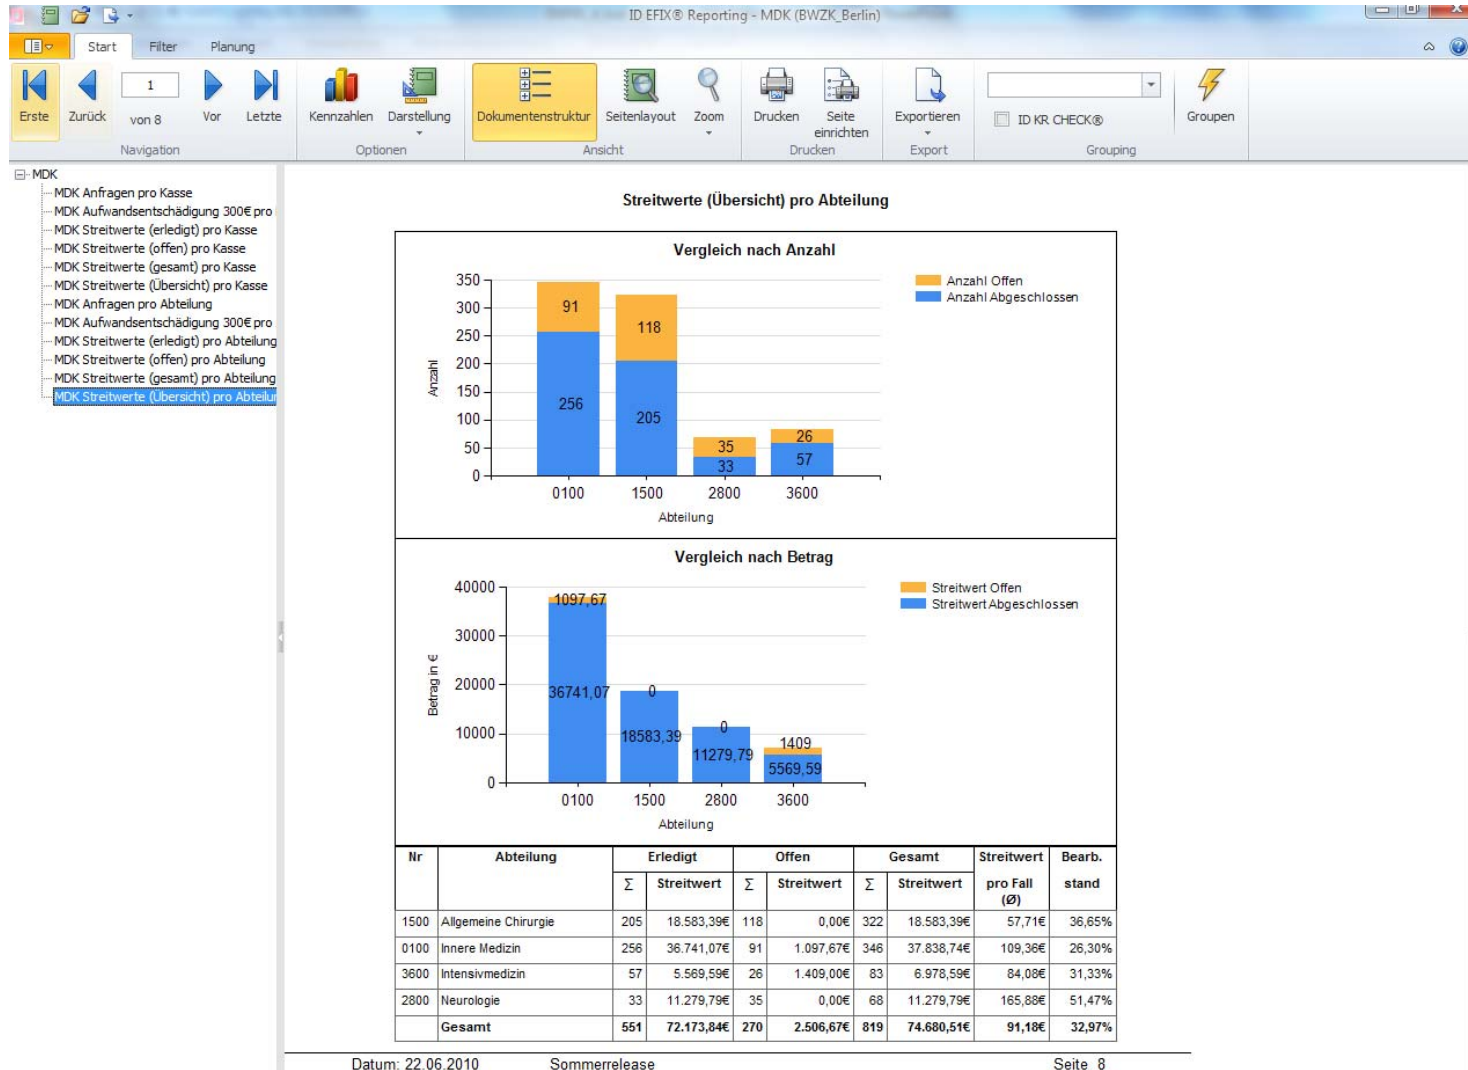 ID EFIX® Reporting - MDK (BWZK_Berlin)
Start Filter Planung
1
Erste Zurück von 8 Vor Letzte Kennzahlen Darstellung Dokumentenstruktur Seitenlayout Zoom Drucken Seite einrichten Exportieren ID KR CHECK® Groupen
Navigation Optionen Ansicht Drucken Export Grouping
MDK
MDK Anfragen pro Kasse
MDK Aufwandsentschädigung 300€ pro
MDK Streitwerte (erledigt) pro Kasse
MDK Streitwerte (offen) pro Kasse
MDK Streitwerte (gesamt) pro Kasse
MDK Streitwerte (Übersicht) pro Kasse
MDK Anfragen pro Abteilung
MDK Aufwandsentschädigung 300€ pro
MDK Streitwerte (erledigt) pro Abteilung
MDK Streitwerte (offen) pro Abteilung
MDK Streitwerte (gesamt) pro Abteilung
MDK Streitwerte (Übersicht) pro Abteilur
Streitwerte (Übersicht) pro Abteilung
Vergleich nach Anzahl
Anzahl Offen
Anzahl Abgeschlossen
Anzahl
350
300
250
200
150
100
50
0
91
118
35
26
256
205
33
57
0100 1500 2800 3600
Abteilung
Vergleich nach Betrag
Streitwert Offen
Streitwert Abgeschlossen
Betrag in €
40000
30000
20000
10000
0
1097,67
0
0
1409
36741,07
18583,39
11279,79
5569,59
0100 1500 2800 3600
Abteilung
Nr Abteilung Erledigt Offen Gesamt Streitwert Bearb.
Σ Streitwert Σ Streitwert Σ Streitwert pro Fall stand
(Ø)
1500 Allgemeine Chirurgie 205 18.583,39€ 118 0,00€ 322 18.583,39€ 57,71€ 36,65%
0100 Innere Medizin 256 36.741,07€ 91 1.097,67€ 346 37.838,74€ 109,36€ 26,30%
3600 Intensivmedizin 57 5.569,59€ 26 1.409,00€ 83 6.978,59€ 84,08€ 31,33%
2800 Neurologie 33 11.279,79€ 35 0,00€ 68 11.279,79€ 165,88€ 51,47%
Gesamt 551 72.173,84€ 270 2.506,67€ 819 74.680,51€ 91,18€ 32,97%
Datum: 22.06.2010 Sommerrelease Seite 8